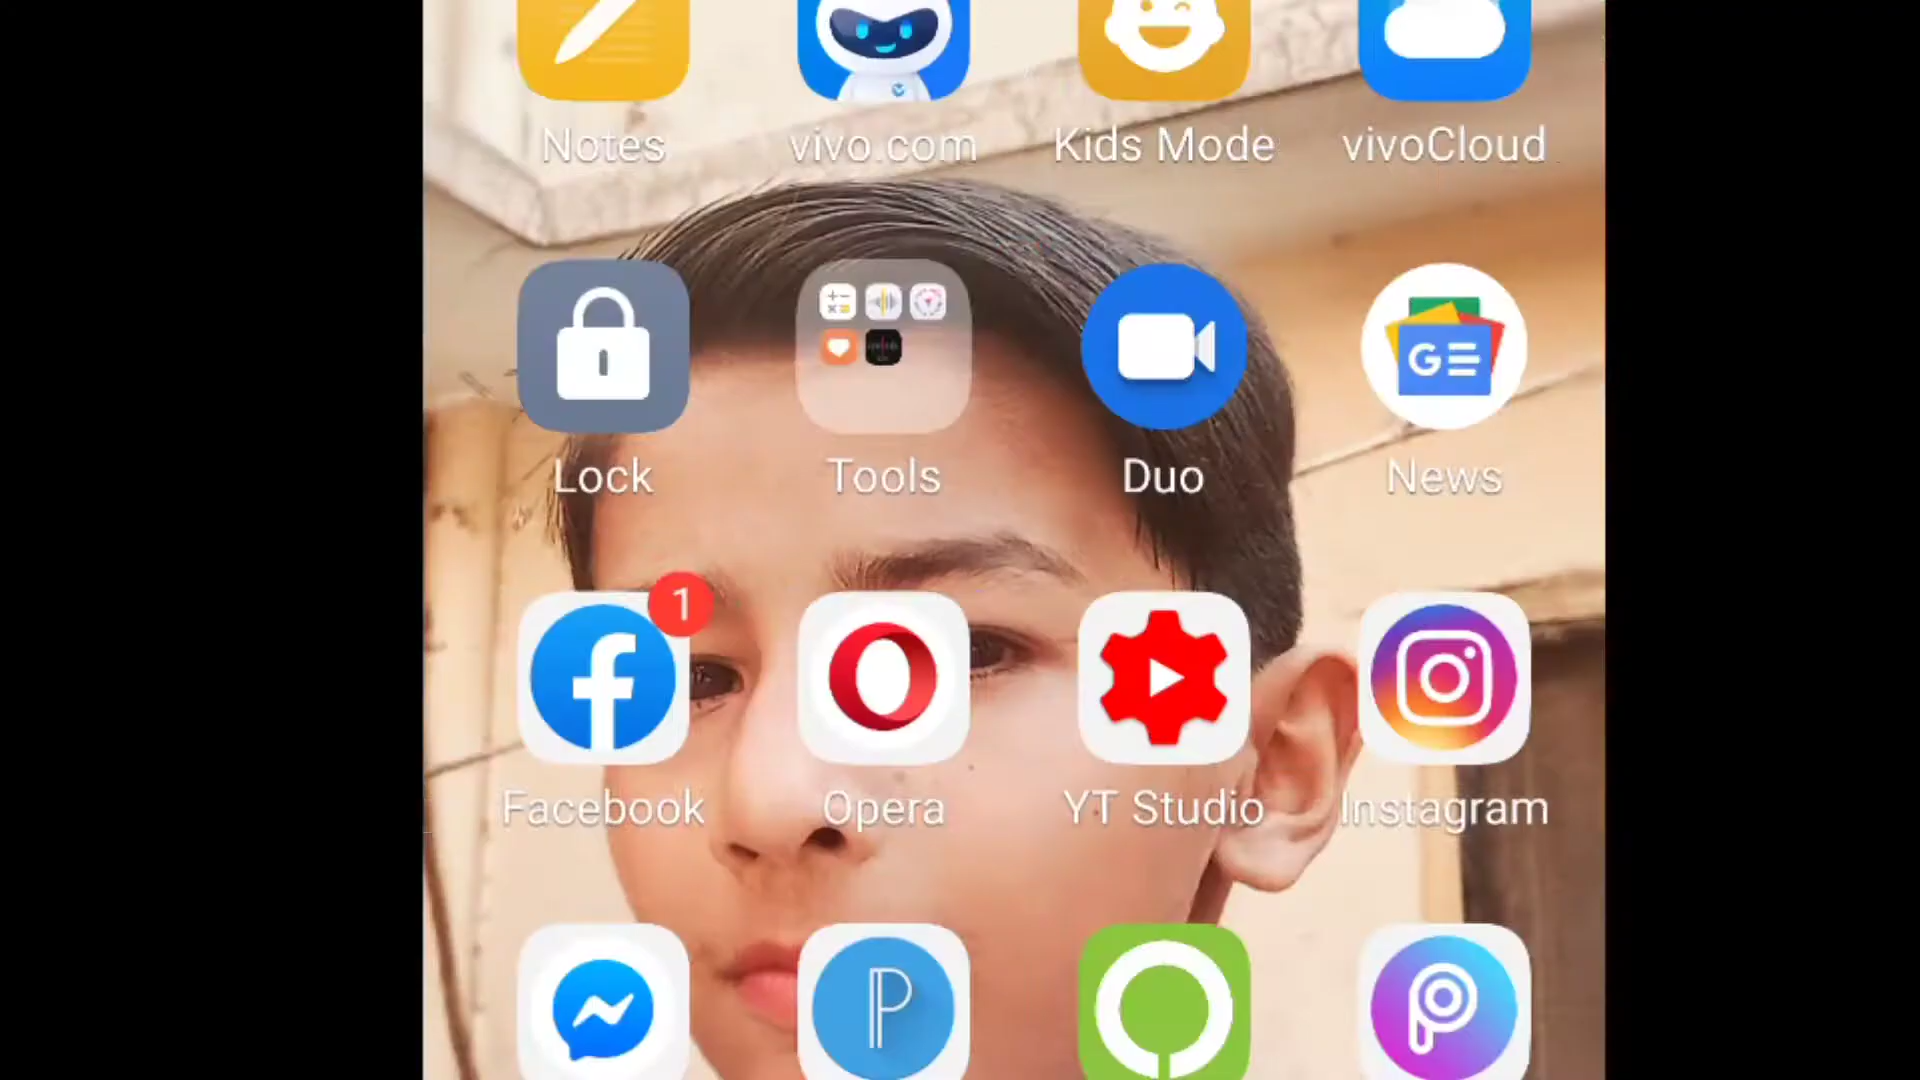 Notes vivo.com Kids Mode vivoCloud
Lock Tools Duo News
1
Facebook Opera YT Studio Instagram